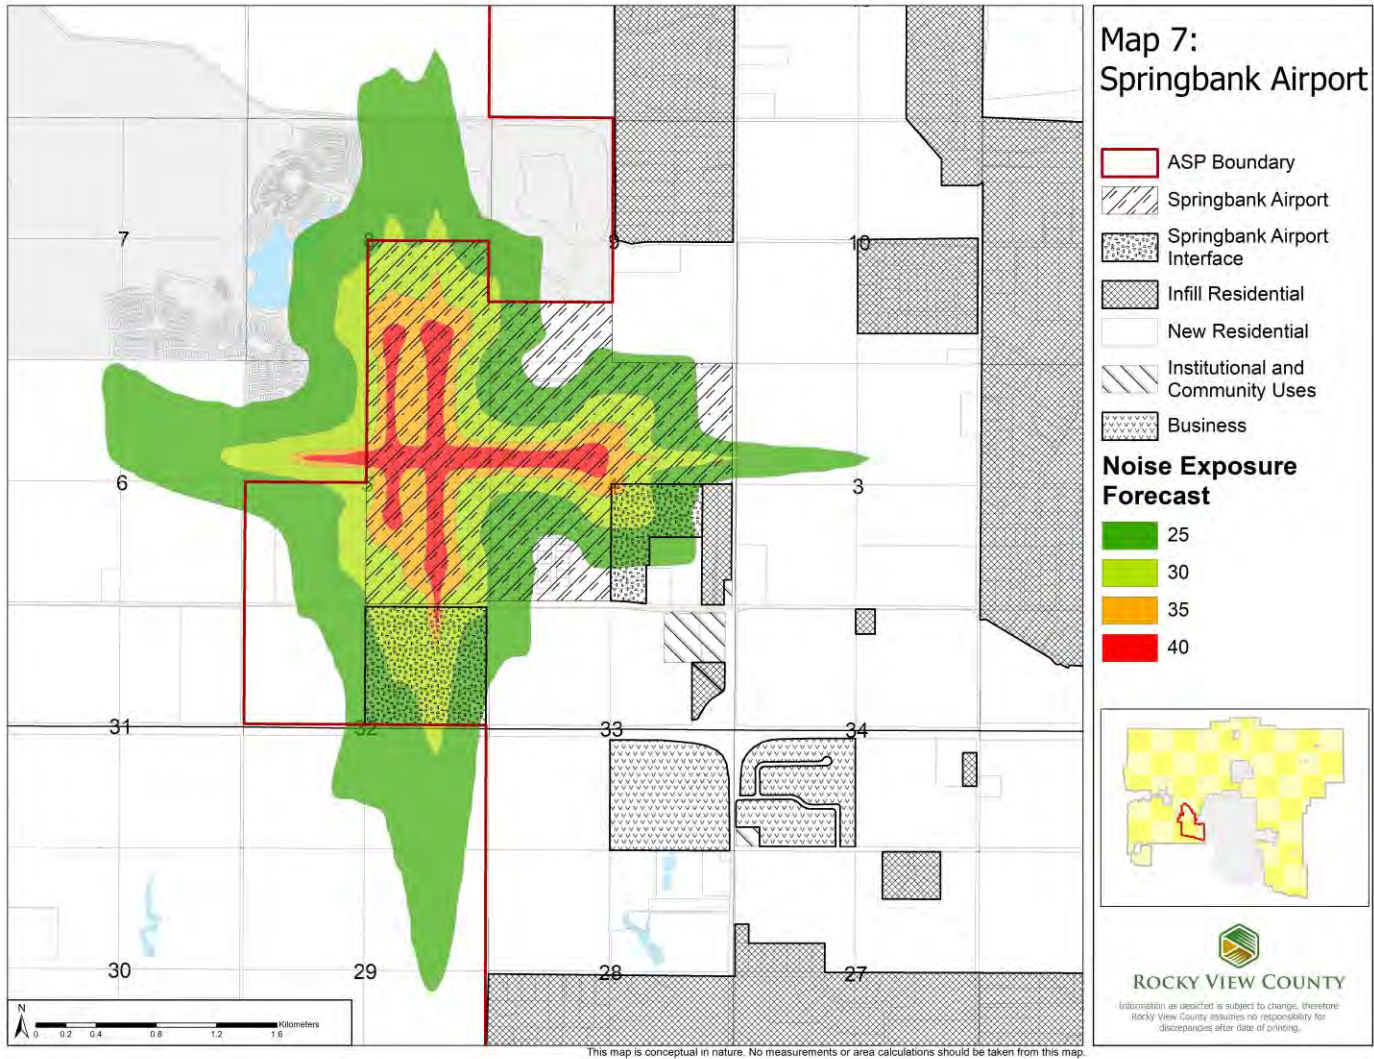 Map 7:
Springbank Airport
ASP Boundary
Springbank Airport
Springbank Airport
Interface
Infill Residential
New Residential
Institutional and
Community Uses
Business
Noise Exposure
Forecast
25
30
35
40
7
8
9
10
6
5
3
31
32
33
34
30
29
28
27
N
0 0.2 0.4 0.8 1.2 1.6
Kilometers
ROCKY VIEW COUNTY
Information as depicted is subject to change, therefore
Rocky View County assumes no responsibility for
discrepancies after date of printing.
This map is conceptual in nature. No measurements or area calculations should be taken from this map.